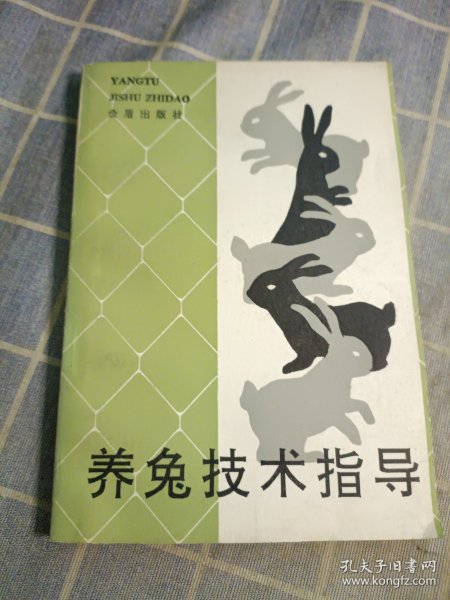 YANGTU
JISHU ZHIDAO
金盾出版社
养兔技术指导
孔夫子旧书网
www.kongfz.com